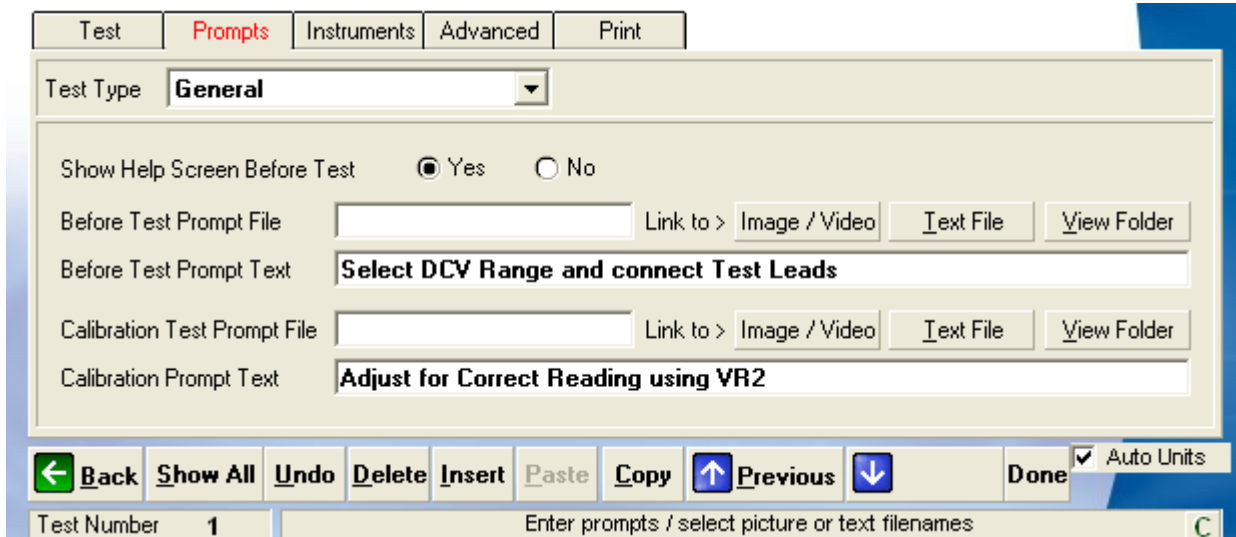 Test Prompts Instruments Advanced Print
Test Type General
Show Help Screen Before Test Yes No
Before Test Prompt File Link to > Image / Video Text File View Folder
Before Test Prompt Text Select DCV Range and connect Test Leads
Calibration Test Prompt File Link to > Image / Video Text File View Folder
Calibration Prompt Text Adjust for Correct Reading using VR2
Back Show All Undo Delete Insert Paste Copy Previous Done Auto Units
Test Number 1 Enter prompts / select picture or text filenames C